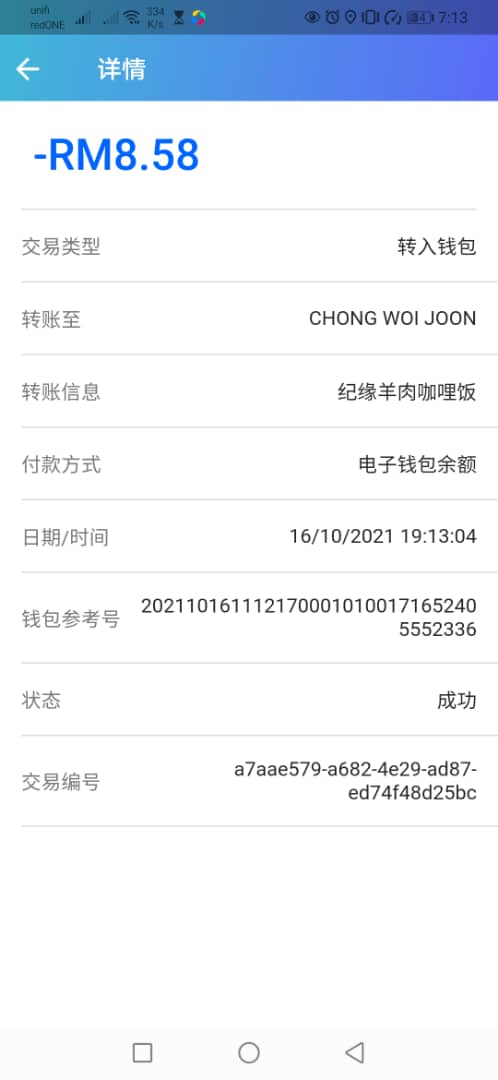 unifi
redONE
334
K/s
84
7:13
详情
-RM8.58
交易类型
转入钱包
转账至
CHONG WOI JOON
转账信息
纪缘羊肉咖哩饭
付款方式
电子钱包余额
日期/时间
16/10/2021 19:13:04
钱包参考号
202110161112170001010017165240
5552336
状态
成功
交易编号
a7aae579-a682-4e29-ad87-
ed74f48d25bc